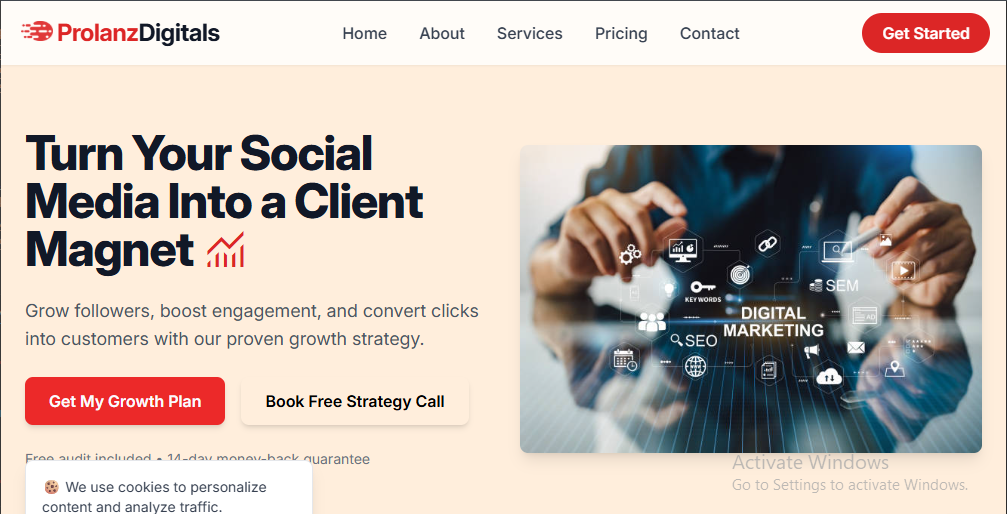 ProlanzDigitals
Home About Services Pricing Contact
Get Started
Turn Your Social
Media Into a Client
Magnet
Grow followers, boost engagement, and convert clicks
into customers with our proven growth strategy.
Get My Growth Plan
Book Free Strategy Call
Free audit included • 14-day money-back guarantee
🍪 We use cookies to personalize
content and analyze traffic.
SEM
KEY WORDS
DIGITAL
MARKETING
AD
SEO
Activate Windows
Go to Settings to activate Windows.